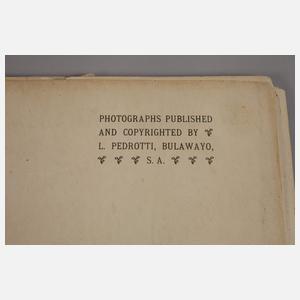 PHOTOGRAPHS PUBLISHED
AND COPYRIGHTED BY
L. PEDROTTI, BULAWAYO,
S.A.